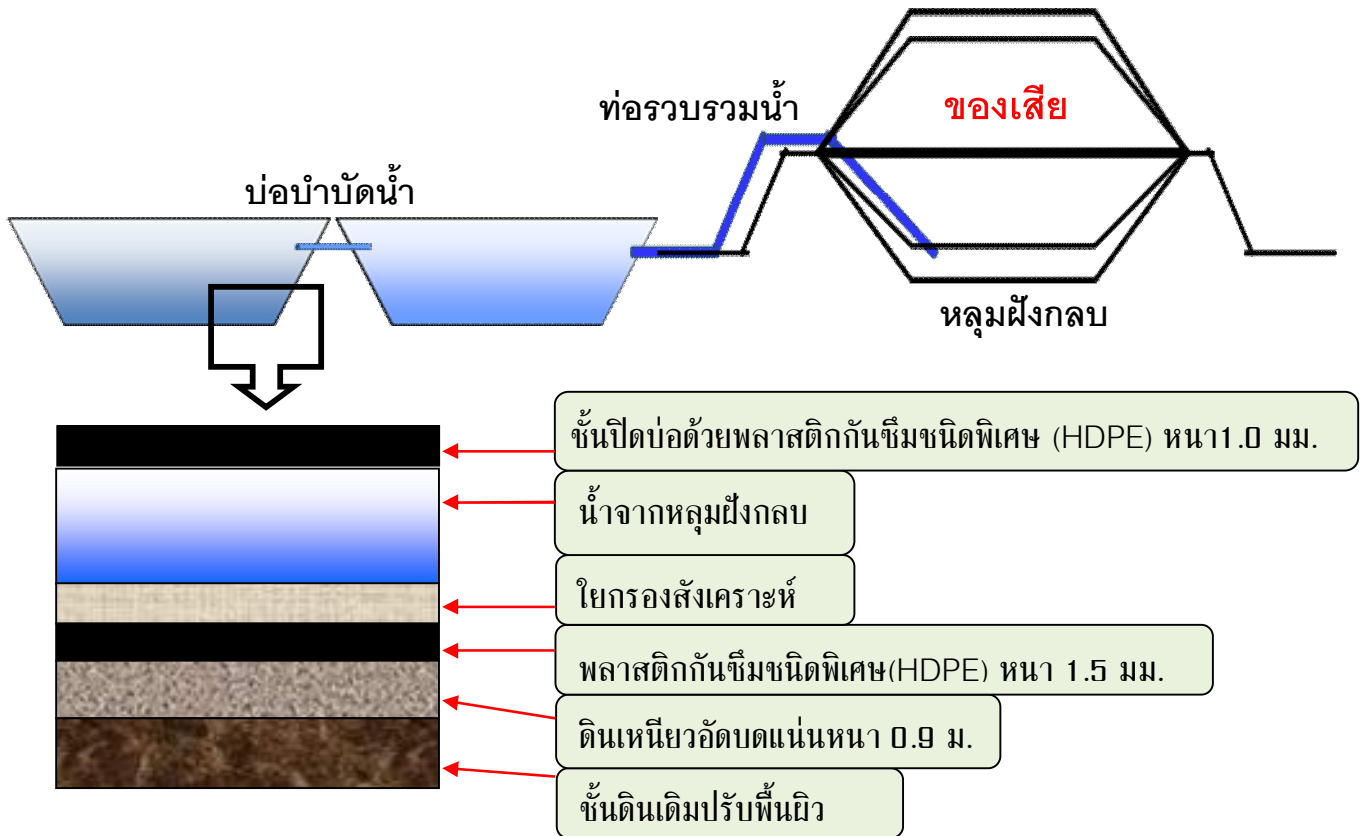 ท่อรวบรวมน้ำ
ของเสีย
บ่อบำบัดน้ำ
หลุมฝังกลบ
ชั้นปิดบ่อด้วยพลาสติกกันซึมชนิดพิเศษ (HDPE) หนา1.0 มม.
น้ำจากหลุมฝังกลบ
ใยกรองสังเคราะห์
พลาสติกกันซึมชนิดพิเศษ(HDPE) หนา 1.5 มม.
ดินเหนียวอัดบดแน่นหนา 0.9 ม.
ชั้นดินเดิมปรับพื้นผิว